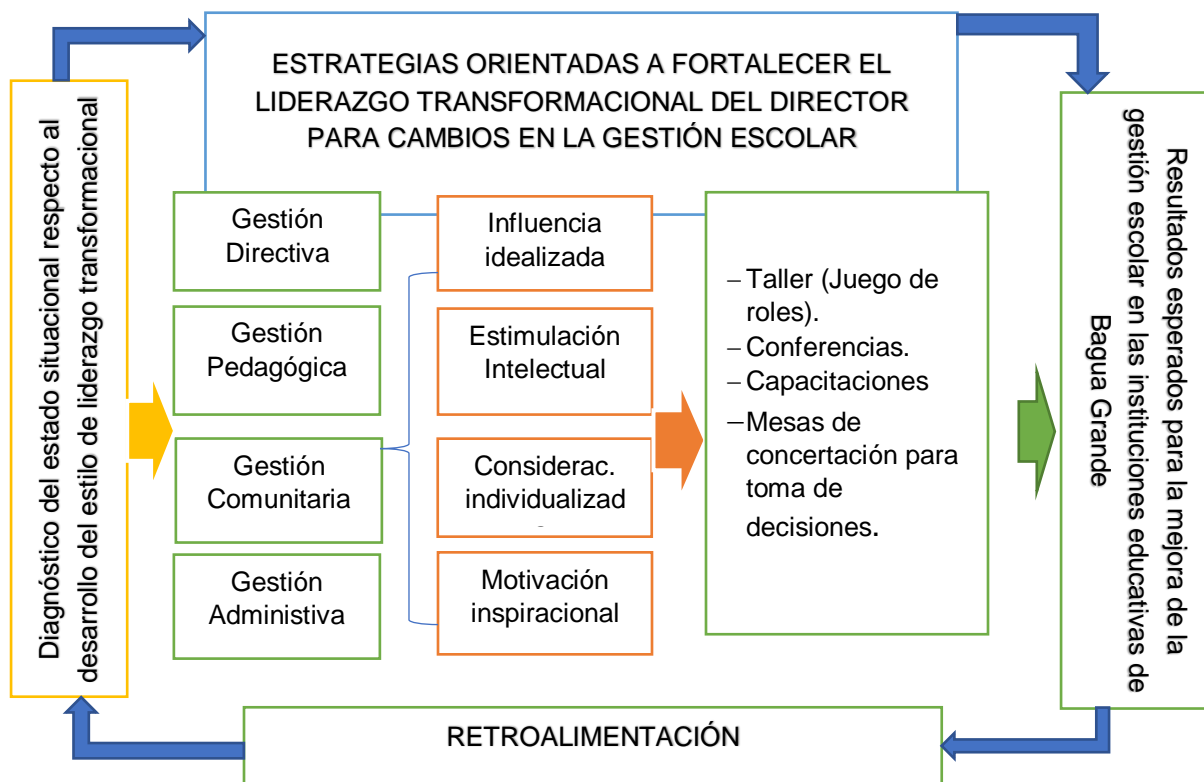 ESTRATEGIAS ORIENTADAS A FORTALECER EL
LIDERAZGO TRANSFORMACIONAL DEL DIRECTOR
PARA CAMBIOS EN LA GESTIÓN ESCOLAR
Diagnóstico del estado situacional respecto al
desarrollo del estilo de liderazgo transformacional
Gestión
Directiva
Gestión
Pedagógica
Gestión
Comunitaria
Gestión
Administiva
Influencia
idealizada
Estimulación
Intelectual
Considerac.
individualizad
Motivación
inspiracional
– Taller (Juego de
roles).
– Conferencias.
– Capacitaciones
– Mesas de
concertación para
toma de
decisiones.
Resultados esperados para la mejora de la
gestión escolar en las instituciones educativas de
Bagua Grande
RETROALIMENTACIÓN